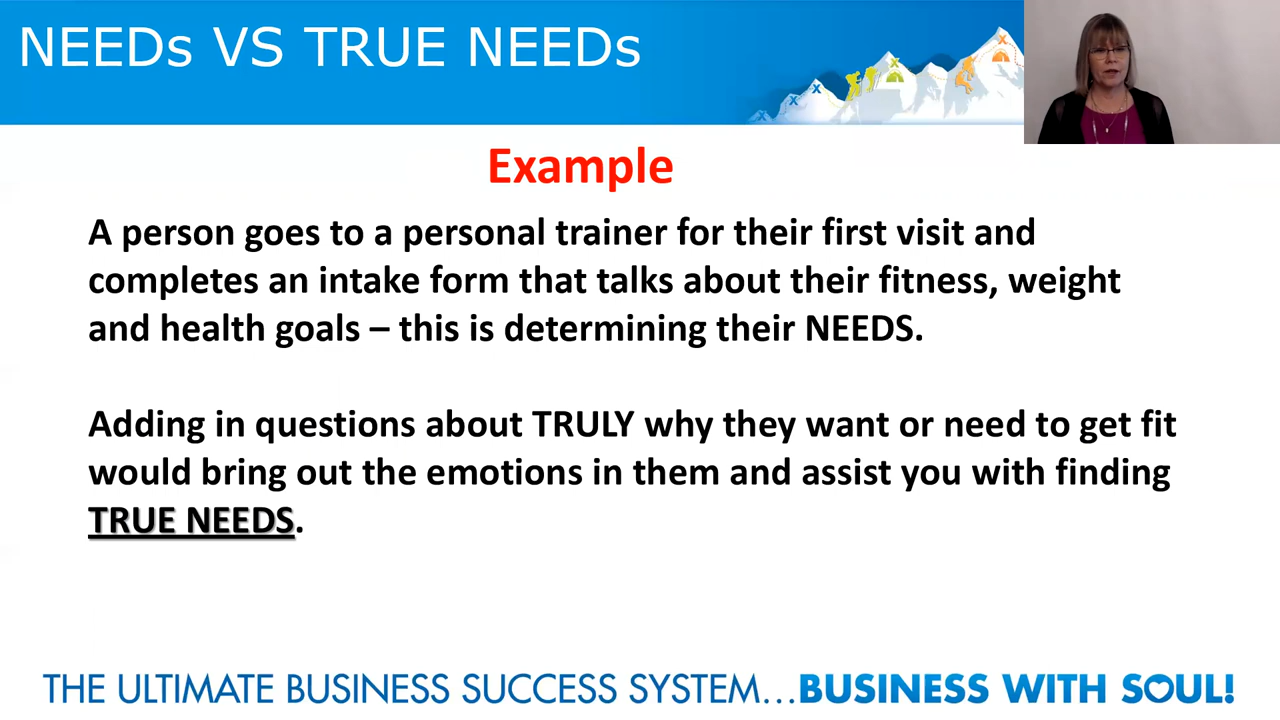 NEEDs VS TRUE NEEDs
Example
A person goes to a personal trainer for their first visit and
completes an intake form that talks about their fitness, weight
and health goals – this is determining their NEEDS.
Adding in questions about TRULY why they want or need to get fit
would bring out the emotions in them and assist you with finding
TRUE NEEDS.
THE ULTIMATE BUSINESS SUCCESS SYSTEM...BUSINESS WITH SOUL!